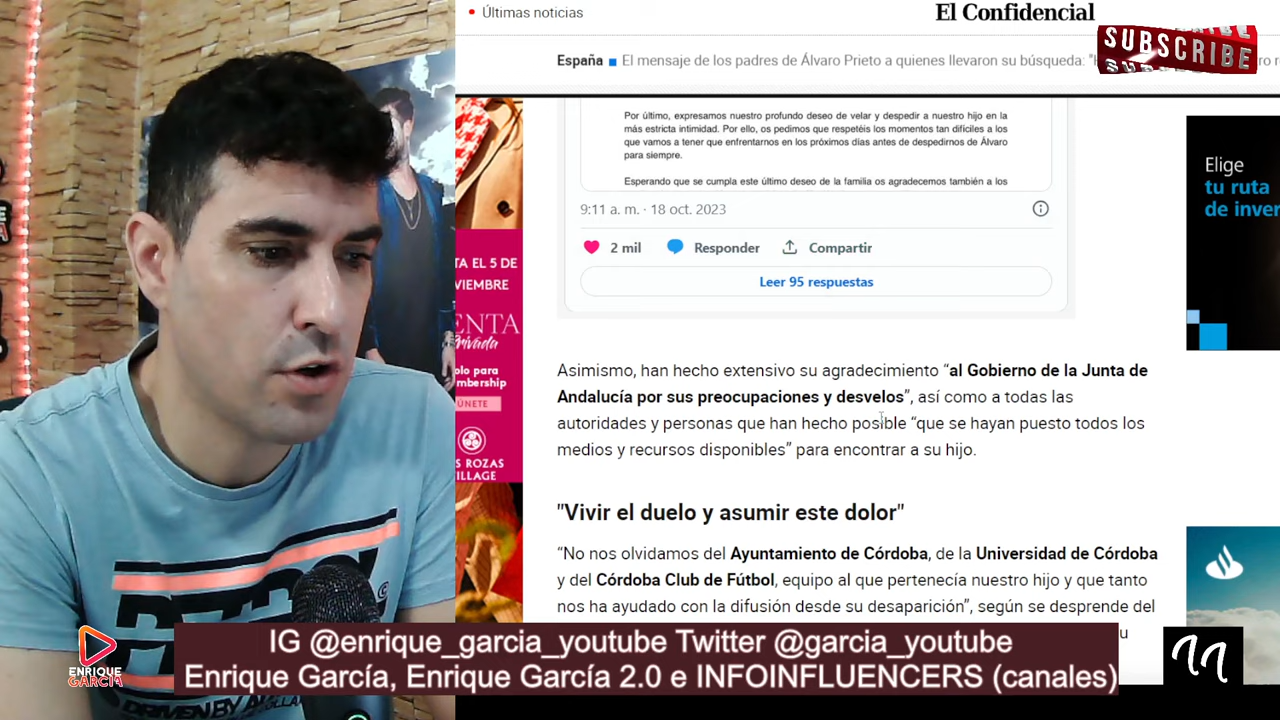 Últimas noticias
El Confidencial
SUBSCRIBE
España
El mensaje de los padres de Álvaro Prieto a quienes llevaron su búsqueda:
Por último, expresamos nuestro profundo deseo de velar y despedir a nuestro hijo en la
más estricta intimidad. Por ello, os pedimos que respetéis los momentos tan difíciles a los
que vamos a tener que enfrentarnos en los próximos días antes de despedirnos de Álvaro
para siempre.
Esperando que se cumpla este último deseo de la familia os agradecemos también a los
9:11 a. m. · 18 oct. 2023
2 mil
Responder
Compartir
Leer 95 respuestas
Asimismo, han hecho extensivo su agradecimiento “al Gobierno de la Junta de
Andalucía por sus preocupaciones y desvelos”, así como a todas las
autoridades y personas que han hecho posible “que se hayan puesto todos los
medios y recursos disponibles” para encontrar a su hijo.
"Vivir el duelo y asumir este dolor"
“No nos olvidamos del Ayuntamiento de Córdoba, de la Universidad de Córdoba
y del Córdoba Club de Fútbol, equipo al que pertenecía nuestro hijo y que tanto
nos ha ayudado con la difusión desde su desaparición”, según se desprende del
TA EL 5 DE
VIEMBRE
ENTA
Privada
olo para
mbership
ÚNETE
S ROZAS
ILLAGE
Elige
tu ruta
de inver
IG @enrique_garcia_youtube Twitter @garcia_youtube
Enrique García, Enrique García 2.0 e INFOINFLUENCERS (canales)
ENRIQUE
GARCÍA